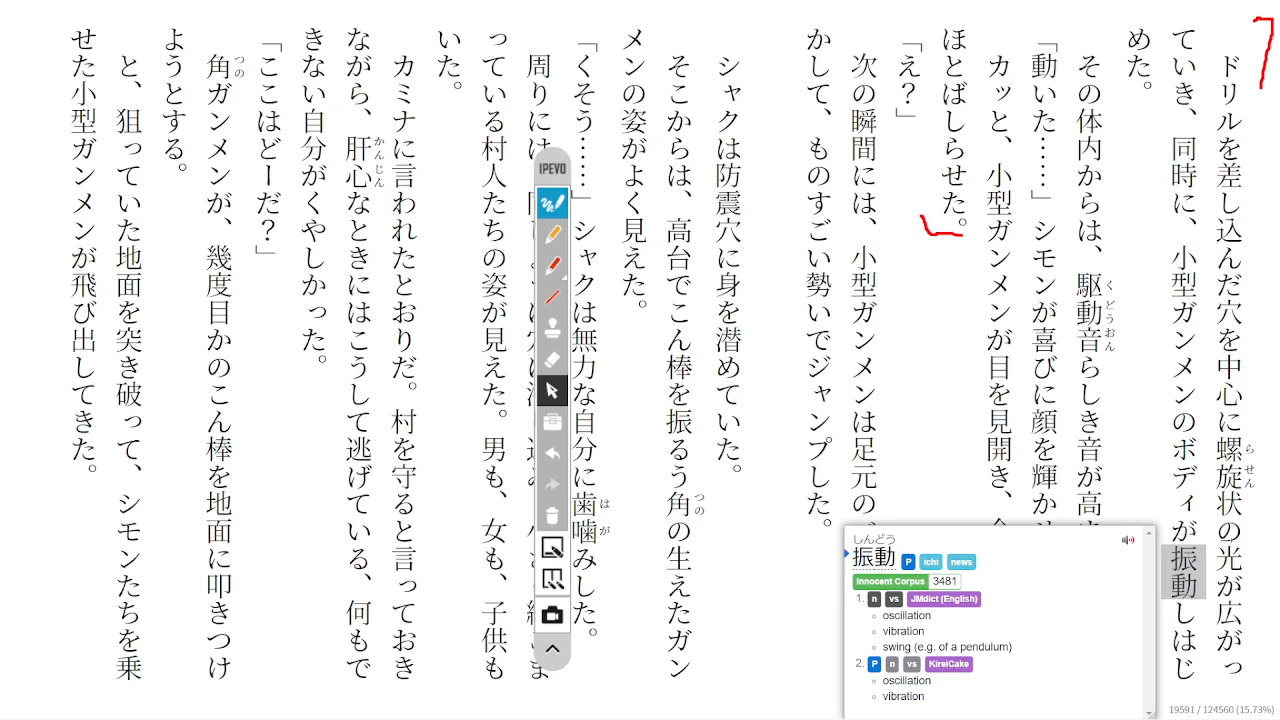 ドリルを差し込んだ穴を中心に螺旋状の光が広がっ
ていき、同時に、小型ガンメンのボディが振動しはじ
めた。
その体内からは、駆動音らしき音が高
「動いた……」シモンが喜びに顔を輝か
カッと、小型ガンメンが目を見開き、
ほとばしらせた。
「え？」
次の瞬間には、小型ガンメンは足元の
かして、ものすごい勢いでジャンプした。
シャクは防震穴に身を潜めていた。
そこからは、高台でこん棒を振るう角の生えたガン
メンの姿がよく見えた。
「くそう……」シャクは無力な自分に歯噛みした。
周りには
っている村人たちの姿が見えた。男も、女も、子供も
いた。
カミナに言われたとおりだ。村を守ると言っておき
ながら、肝心なときにはこうして逃げている、何もで
きない自分がくやしかった。
「ここはどーだ？」
角ガンメンが、幾度目かのこん棒を地面に叩きつけ
ようとする。
と、狙っていた地面を突き破って、シモンたちを乗
せた小型ガンメンが飛び出してきた。
らせん
くどうおん
つの
はが
かんじん
つの
IPEVO
しんどう
振動 P ichi news
Innocent Corpus 3481
1. n vs JMdict (English)
oscillation
vibration
swing (e.g. of a pendulum)
2. P n vs KireiCake
oscillation
vibration
19591 / 124560 (15.73%)